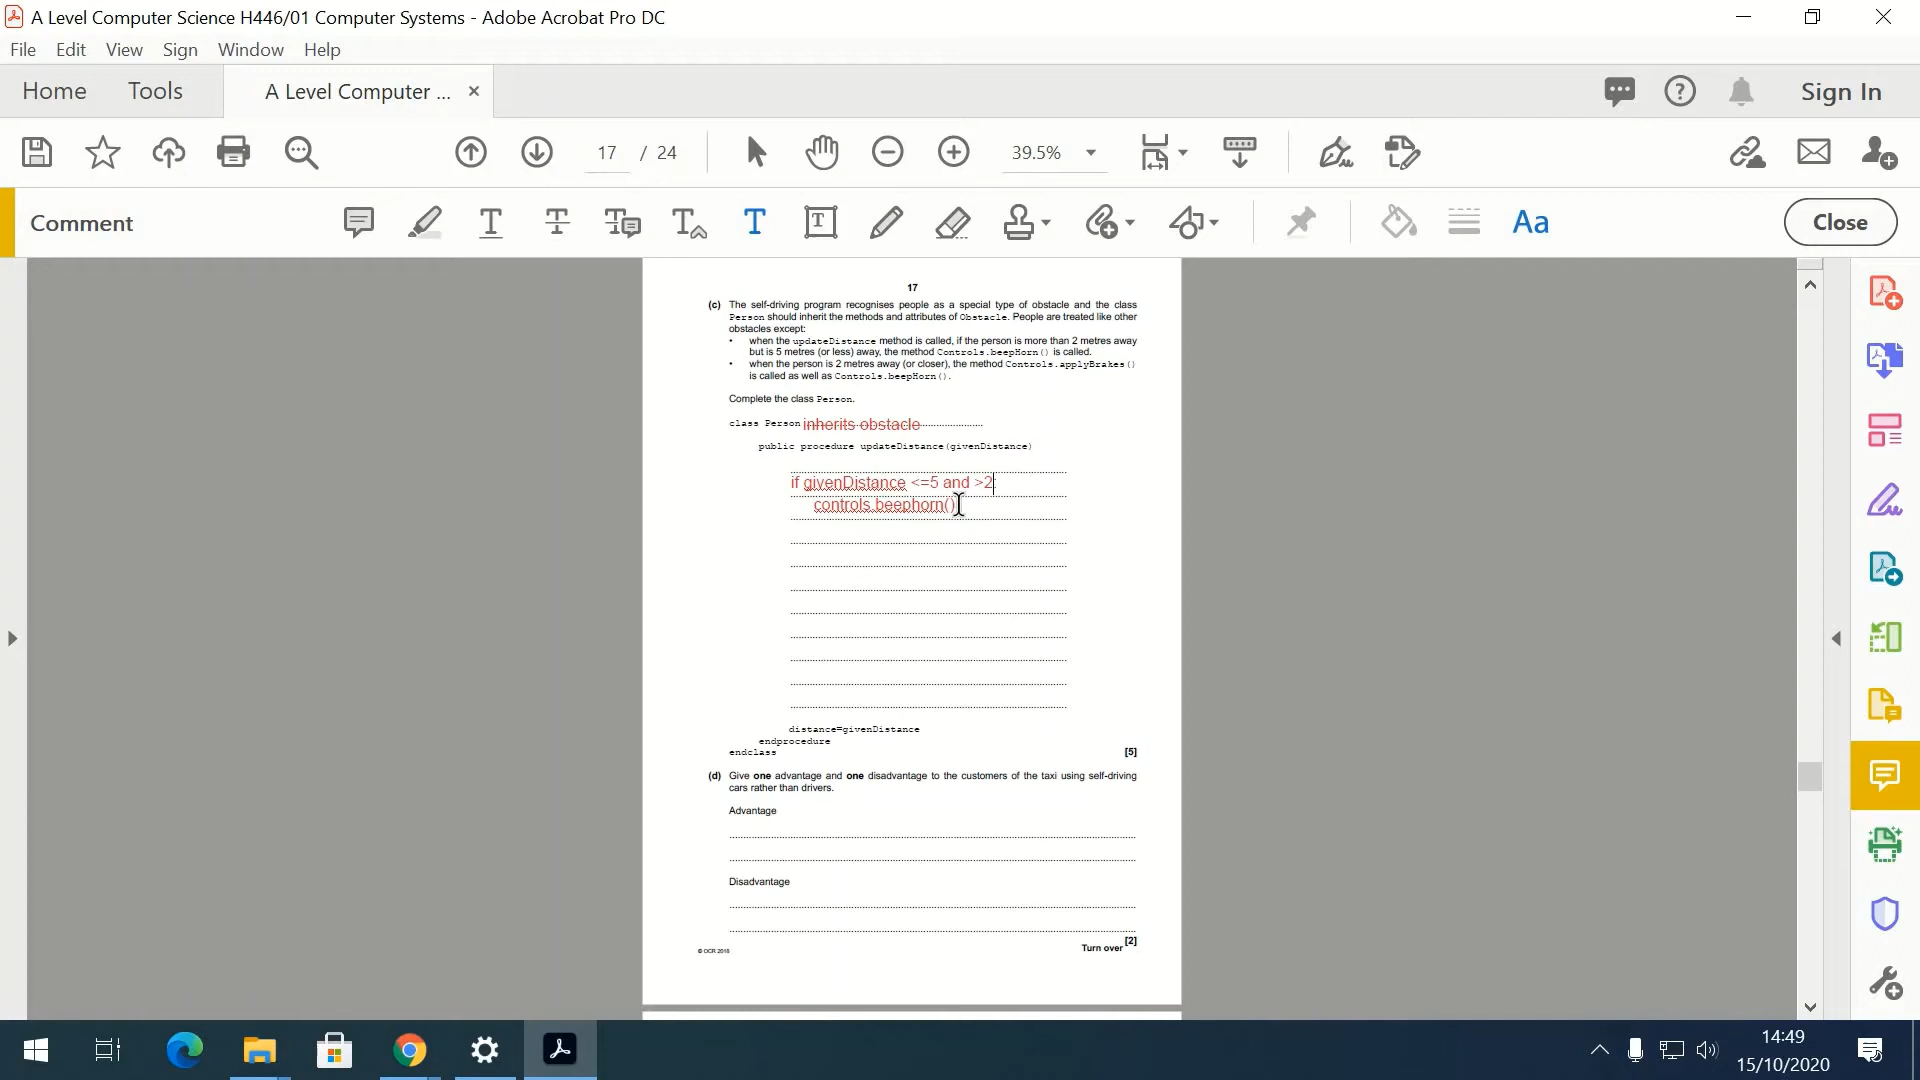 A Level Computer Science H446/01 Computer Systems - Adobe Acrobat Pro DC
File Edit View Sign Window Help
Home Tools A Level Computer ... × Sign In
17 / 24 39.5%
Comment Close
17
(c) The self-driving program recognises people as a special type of obstacle and the class
Person should inherit the methods and attributes of Obstacle. People are treated like other
obstacles except:
• when the updateDistance method is called, if the person is more than 2 metres away
but is 5 metres (or less) away, the method Controls.beepHorn() is called.
• when the person is 2 metres away (or closer), the method Controls.applyBrakes()
is called as well as Controls.beepHorn().
Complete the class Person.
class Person inherits obstacle
public procedure updateDistance(givenDistance)
if givenDistance <=5 and >2:
controls.beephorn()
distance=givenDistance
endprocedure
endclass [5]
(d) Give one advantage and one disadvantage to the customers of the taxi using self-driving
cars rather than drivers.
Advantage
Disadvantage
[2]
© OCR 2018 Turn over
14:49
15/10/2020